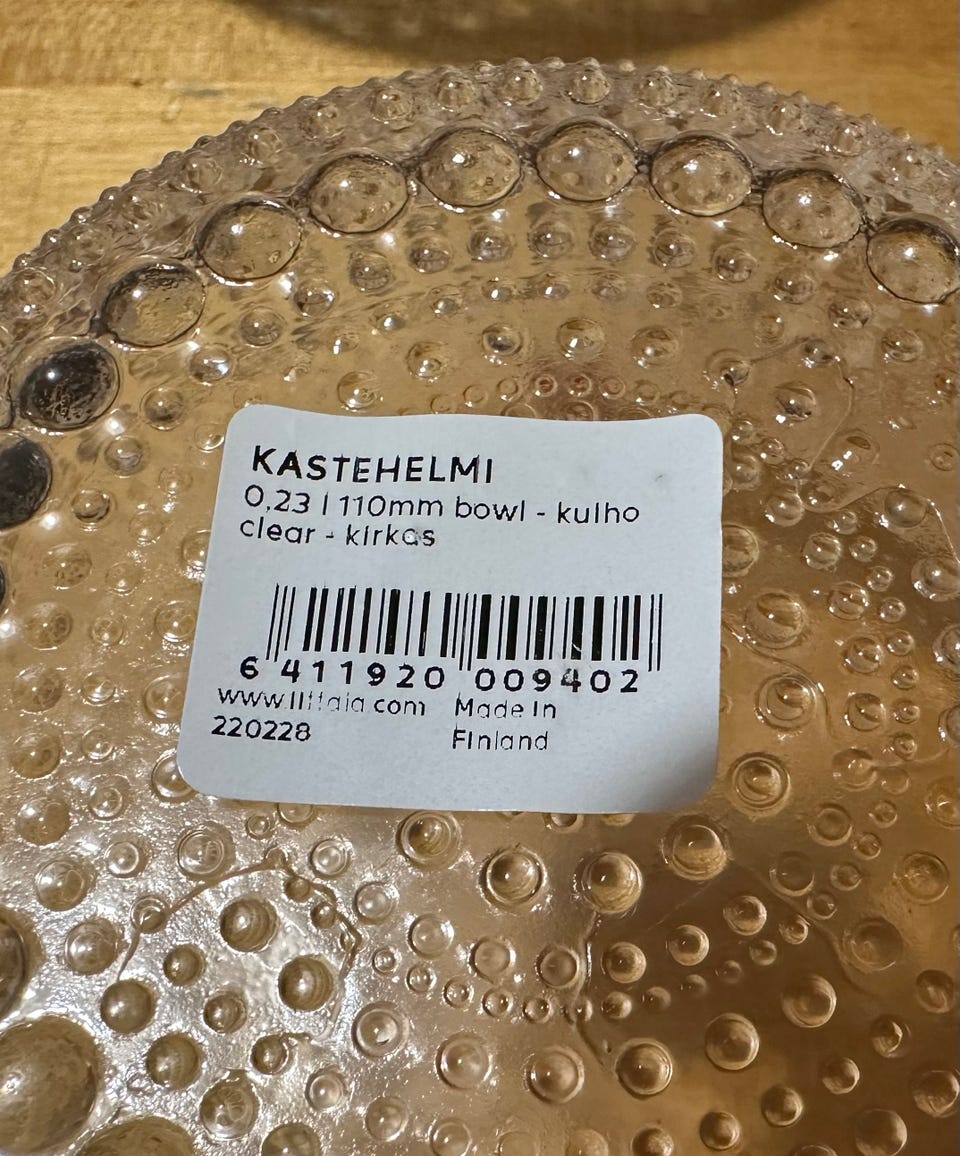 KASTEHELMI
0,23 l 110mm bowl - kulho
clear - kirkas
6 411920 009402
www.iittala.com Made in
220228 Finland